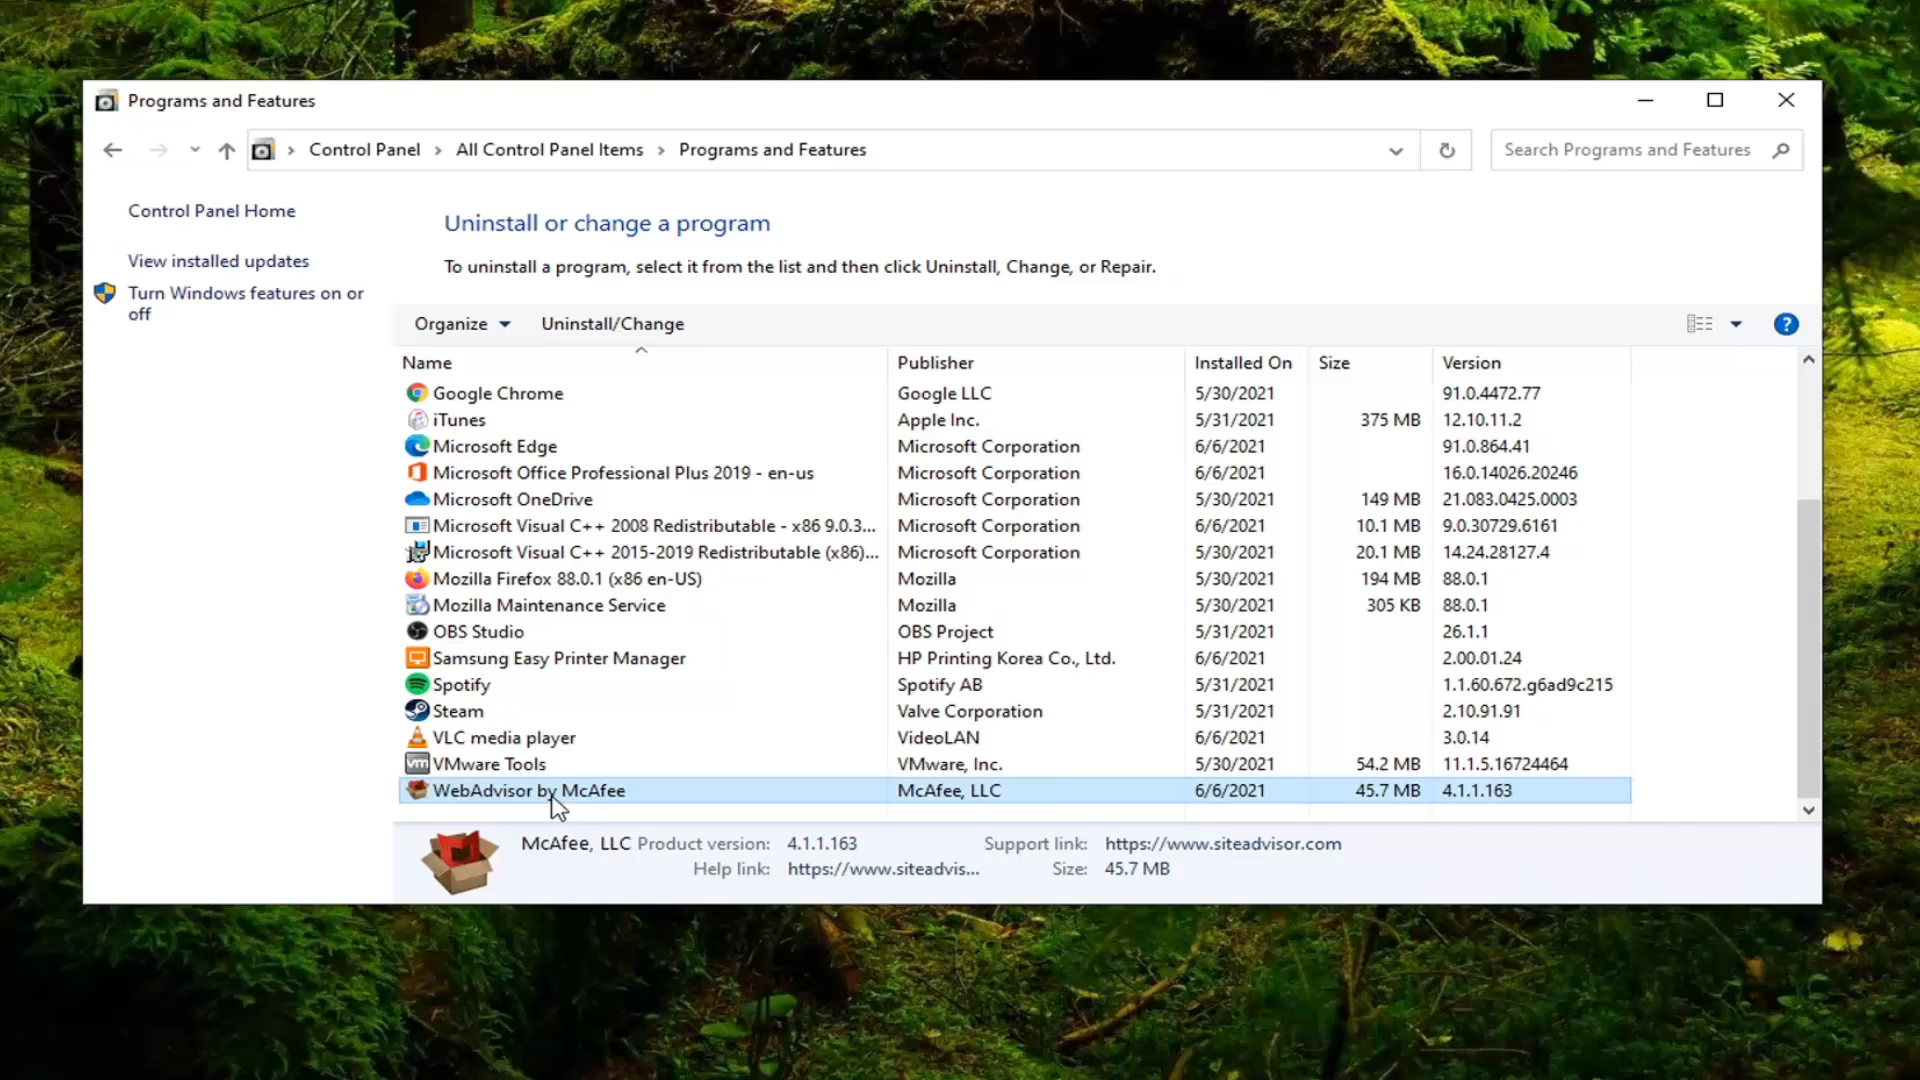 Programs and Features
Control Panel All Control Panel Items Programs and Features
Search Programs and Features
Control Panel Home
View installed updates
Turn Windows features on or
off
Uninstall or change a program
To uninstall a program, select it from the list and then click Uninstall, Change, or Repair.
Organize Uninstall/Change
Name Publisher Installed On Size Version
Google Chrome Google LLC 5/30/2021 91.0.4472.77
iTunes Apple Inc. 5/31/2021 375 MB 12.10.11.2
Microsoft Edge Microsoft Corporation 6/6/2021 91.0.864.41
Microsoft Office Professional Plus 2019 - en-us Microsoft Corporation 6/6/2021 16.0.14026.20246
Microsoft OneDrive Microsoft Corporation 5/30/2021 149 MB 21.083.0425.0003
Microsoft Visual C++ 2008 Redistributable - x86 9.0.3... Microsoft Corporation 6/6/2021 10.1 MB 9.0.30729.6161
Microsoft Visual C++ 2015-2019 Redistributable (x86)... Microsoft Corporation 5/30/2021 20.1 MB 14.24.28127.4
Mozilla Firefox 88.0.1 (x86 en-US) Mozilla 5/30/2021 194 MB 88.0.1
Mozilla Maintenance Service Mozilla 5/30/2021 305 KB 88.0.1
OBS Studio OBS Project 5/31/2021 26.1.1
Samsung Easy Printer Manager HP Printing Korea Co., Ltd. 6/6/2021 2.00.01.24
Spotify Spotify AB 5/31/2021 1.1.60.672.g6ad9c215
Steam Valve Corporation 5/31/2021 2.10.91.91
VLC media player VideoLAN 6/6/2021 3.0.14
vm VMware Tools VMware, Inc. 5/30/2021 54.2 MB 11.1.5.16724464
WebAdvisor by McAfee McAfee, LLC 6/6/2021 45.7 MB 4.1.1.163
McAfee, LLC Product version: 4.1.1.163 Support link: https://www.siteadvisor.com
Help link: https://www.siteadvis... Size: 45.7 MB